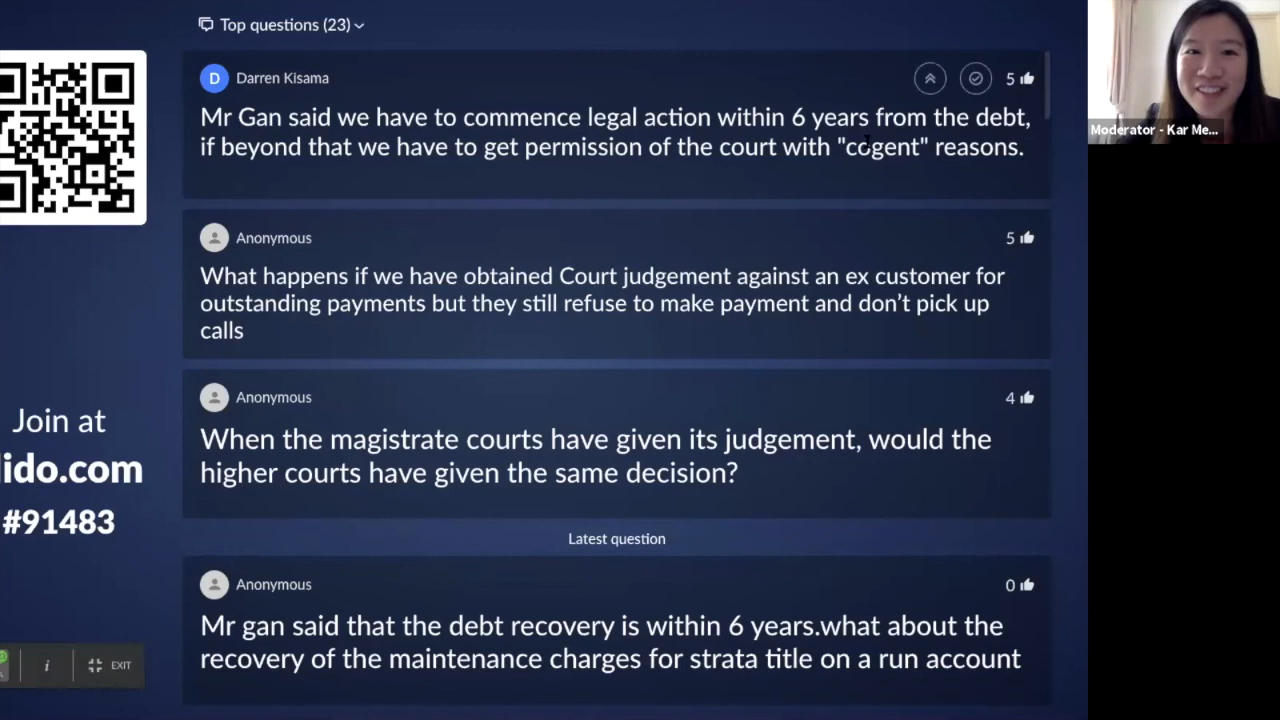 Top questions (23)
D Darren Kisama
5
Mr Gan said we have to commence legal action within 6 years from the debt,
if beyond that we have to get permission of the court with "cogent" reasons.
Anonymous
5
What happens if we have obtained Court judgement against an ex customer for
outstanding payments but they still refuse to make payment and don’t pick up
calls
Anonymous
4
When the magistrate courts have given its judgement, would the
higher courts have given the same decision?
Latest question
Anonymous
0
Mr gan said that the debt recovery is within 6 years.what about the
recovery of the maintenance charges for strata title on a run account
Join at
lido.com
#91483
i EXIT
Moderator - Kar Me...